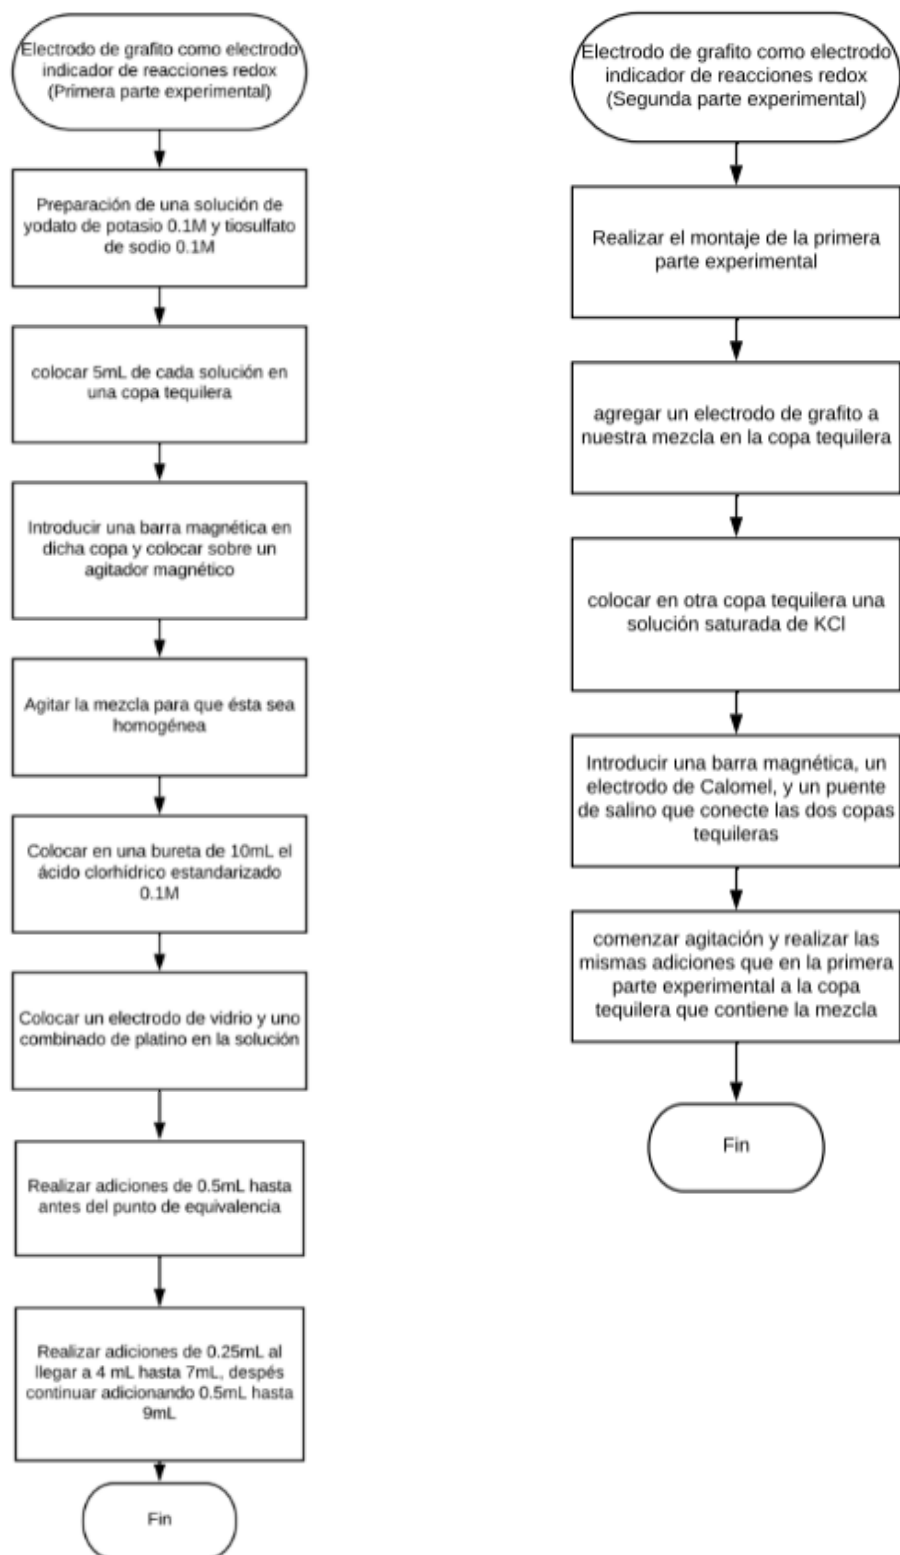 Electrodo de grafito como electrodo
indicador de reacciones redox
(Primera parte experimental)
Preparación de una solución de
yodato de potasio 0.1M y tiosulfato
de sodio 0.1M
colocar 5mL de cada solución en
una copa tequilera
Introducir una barra magnética en
dicha copa y colocar sobre un
agitador magnético
Agitar la mezcla para que ésta sea
homogénea
Colocar en una bureta de 10mL el
ácido clorhídrico estandarizado
0.1M
Colocar un electrodo de vidrio y uno
combinado de platino en la solución
Realizar adiciones de 0.5mL hasta
antes del punto de equivalencia
Realizar adiciones de 0.25mL al
llegar a 4 mL hasta 7mL, despés
continuar adicionando 0.5mL hasta
9mL
Fin
Electrodo de grafito como electrodo
indicador de reacciones redox
(Segunda parte experimental)
Realizar el montaje de la primera
parte experimental
agregar un electrodo de grafito a
nuestra mezcla en la copa tequilera
colocar en otra copa tequilera una
solución saturada de KCl
Introducir una barra magnética, un
electrodo de Calomel, y un puente
de salino que conecte las dos copas
tequileras
comenzar agitación y realizar las
mismas adiciones que en la primera
parte experimental a la copa
tequilera que contiene la mezcla
Fin